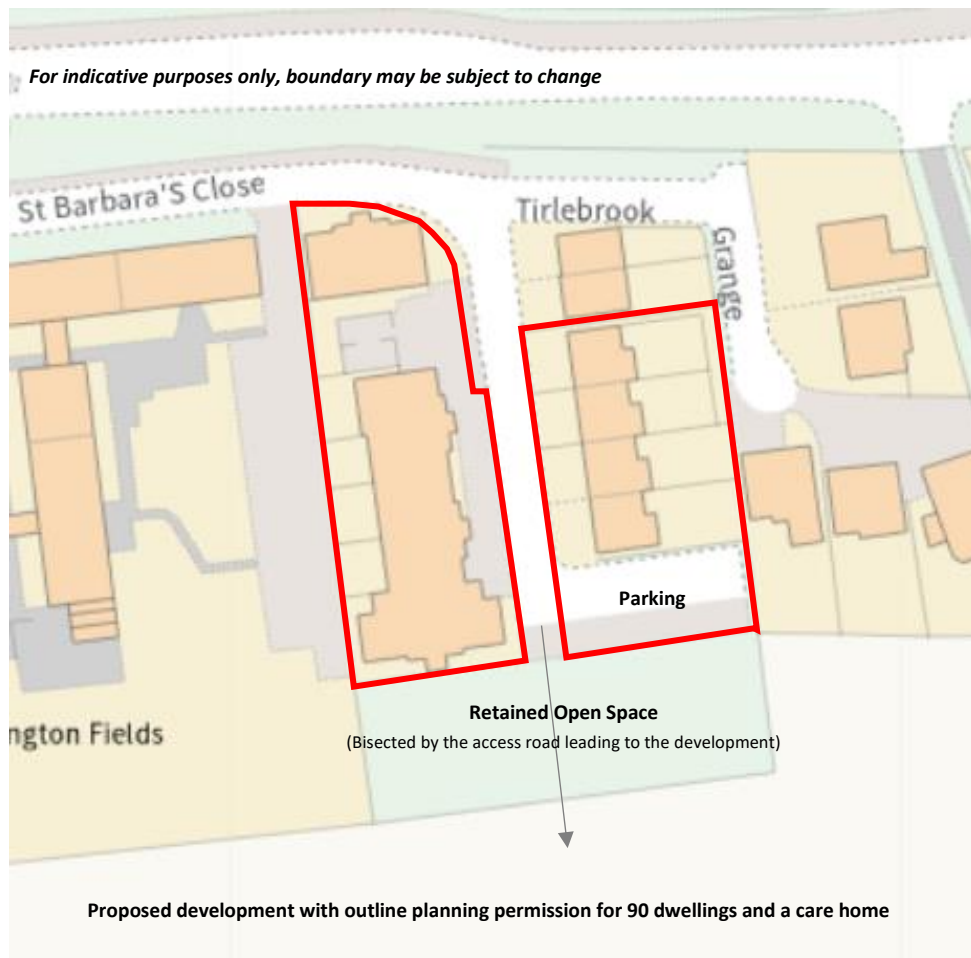 For indicative purposes only, boundary may be subject to change
St Barbara'S Close
Tirlebrook
Grange
Parking
Retained Open Space
(Bisected by the access road leading to the development)
ngton Fields
Proposed development with outline planning permission for 90 dwellings and a care home